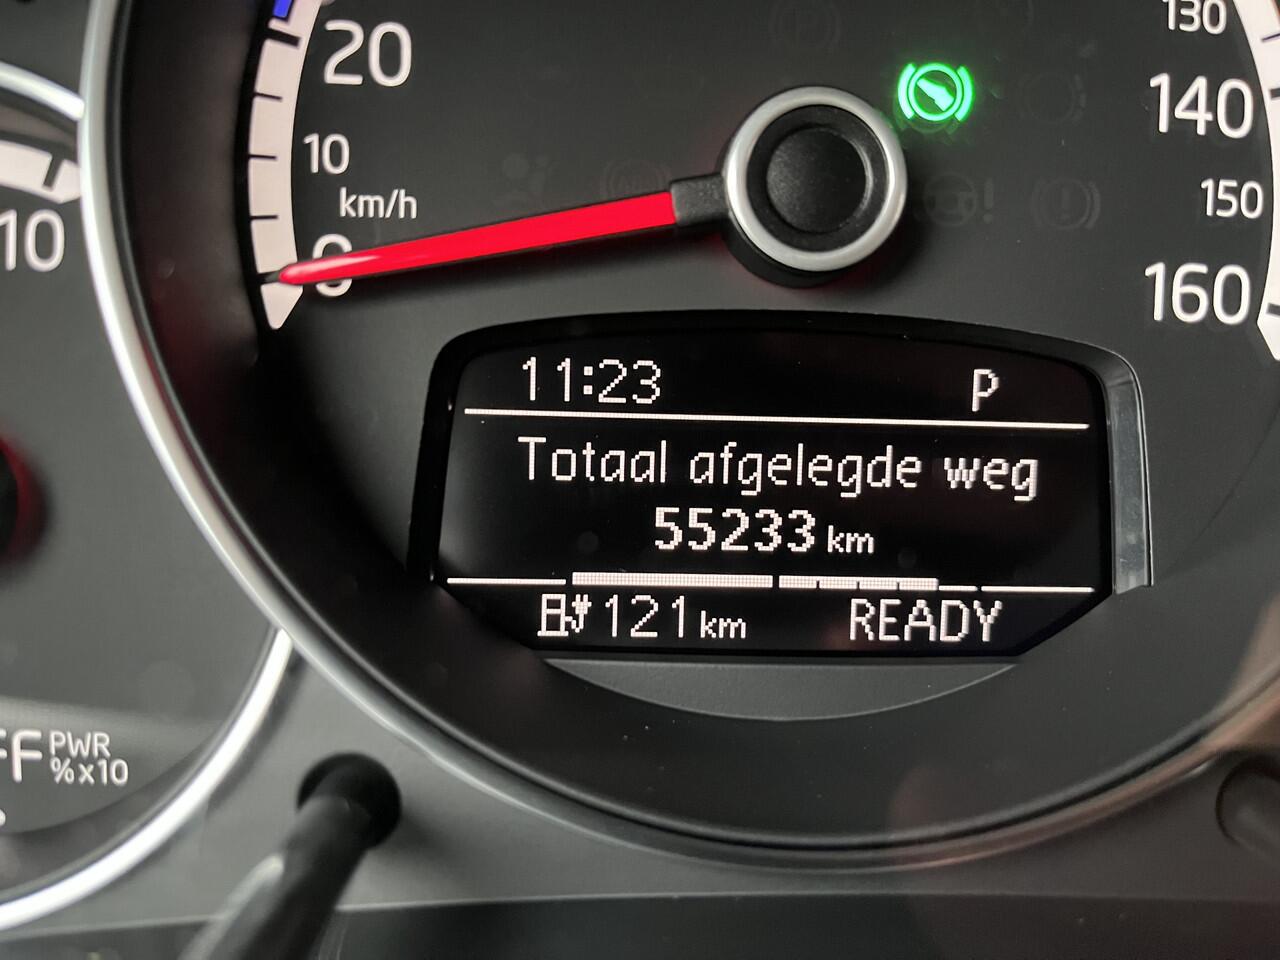 20
10
km/h
0
10
130
140
150
160
11:23 P
Totaal afgelegde weg
55233 km
121 km READY
PWR
%x10